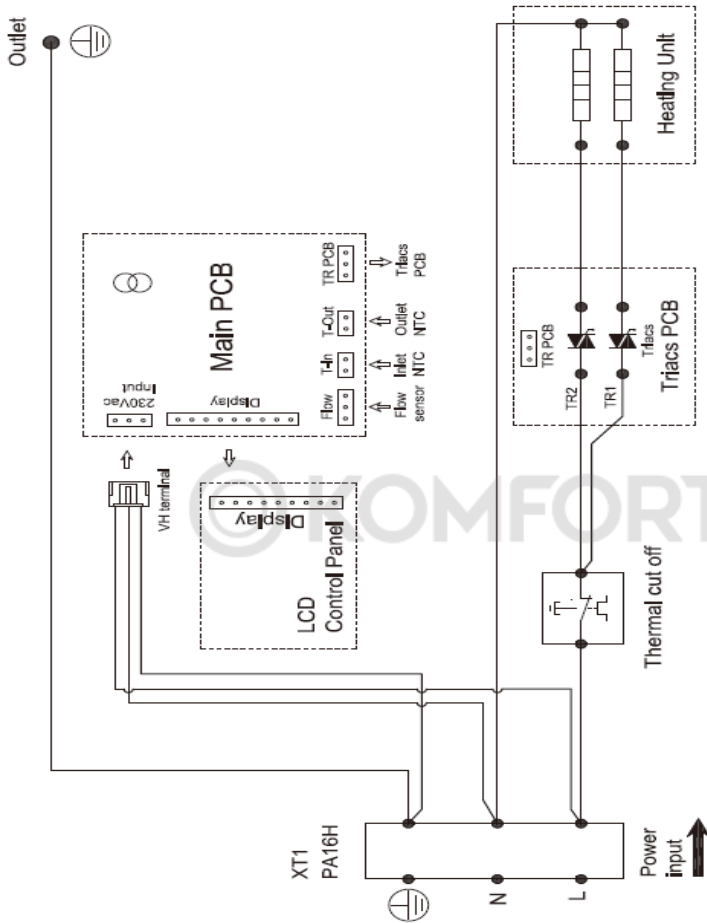 Outlet
Main PCB
230Vac
Input
Display
Flow
T-In
T-Out
TR PCB
Flow
sensor
Inlet
NTC
Outlet
NTC
Triacs
PCB
VH terminal
Display
LCD
Control Panel
Heating Unit
TR PCB
TR2
TR1
Triacs
Triacs PCB
Thermal cut off
© KOMFORT
XT1
PA16H
N
L
Power
input